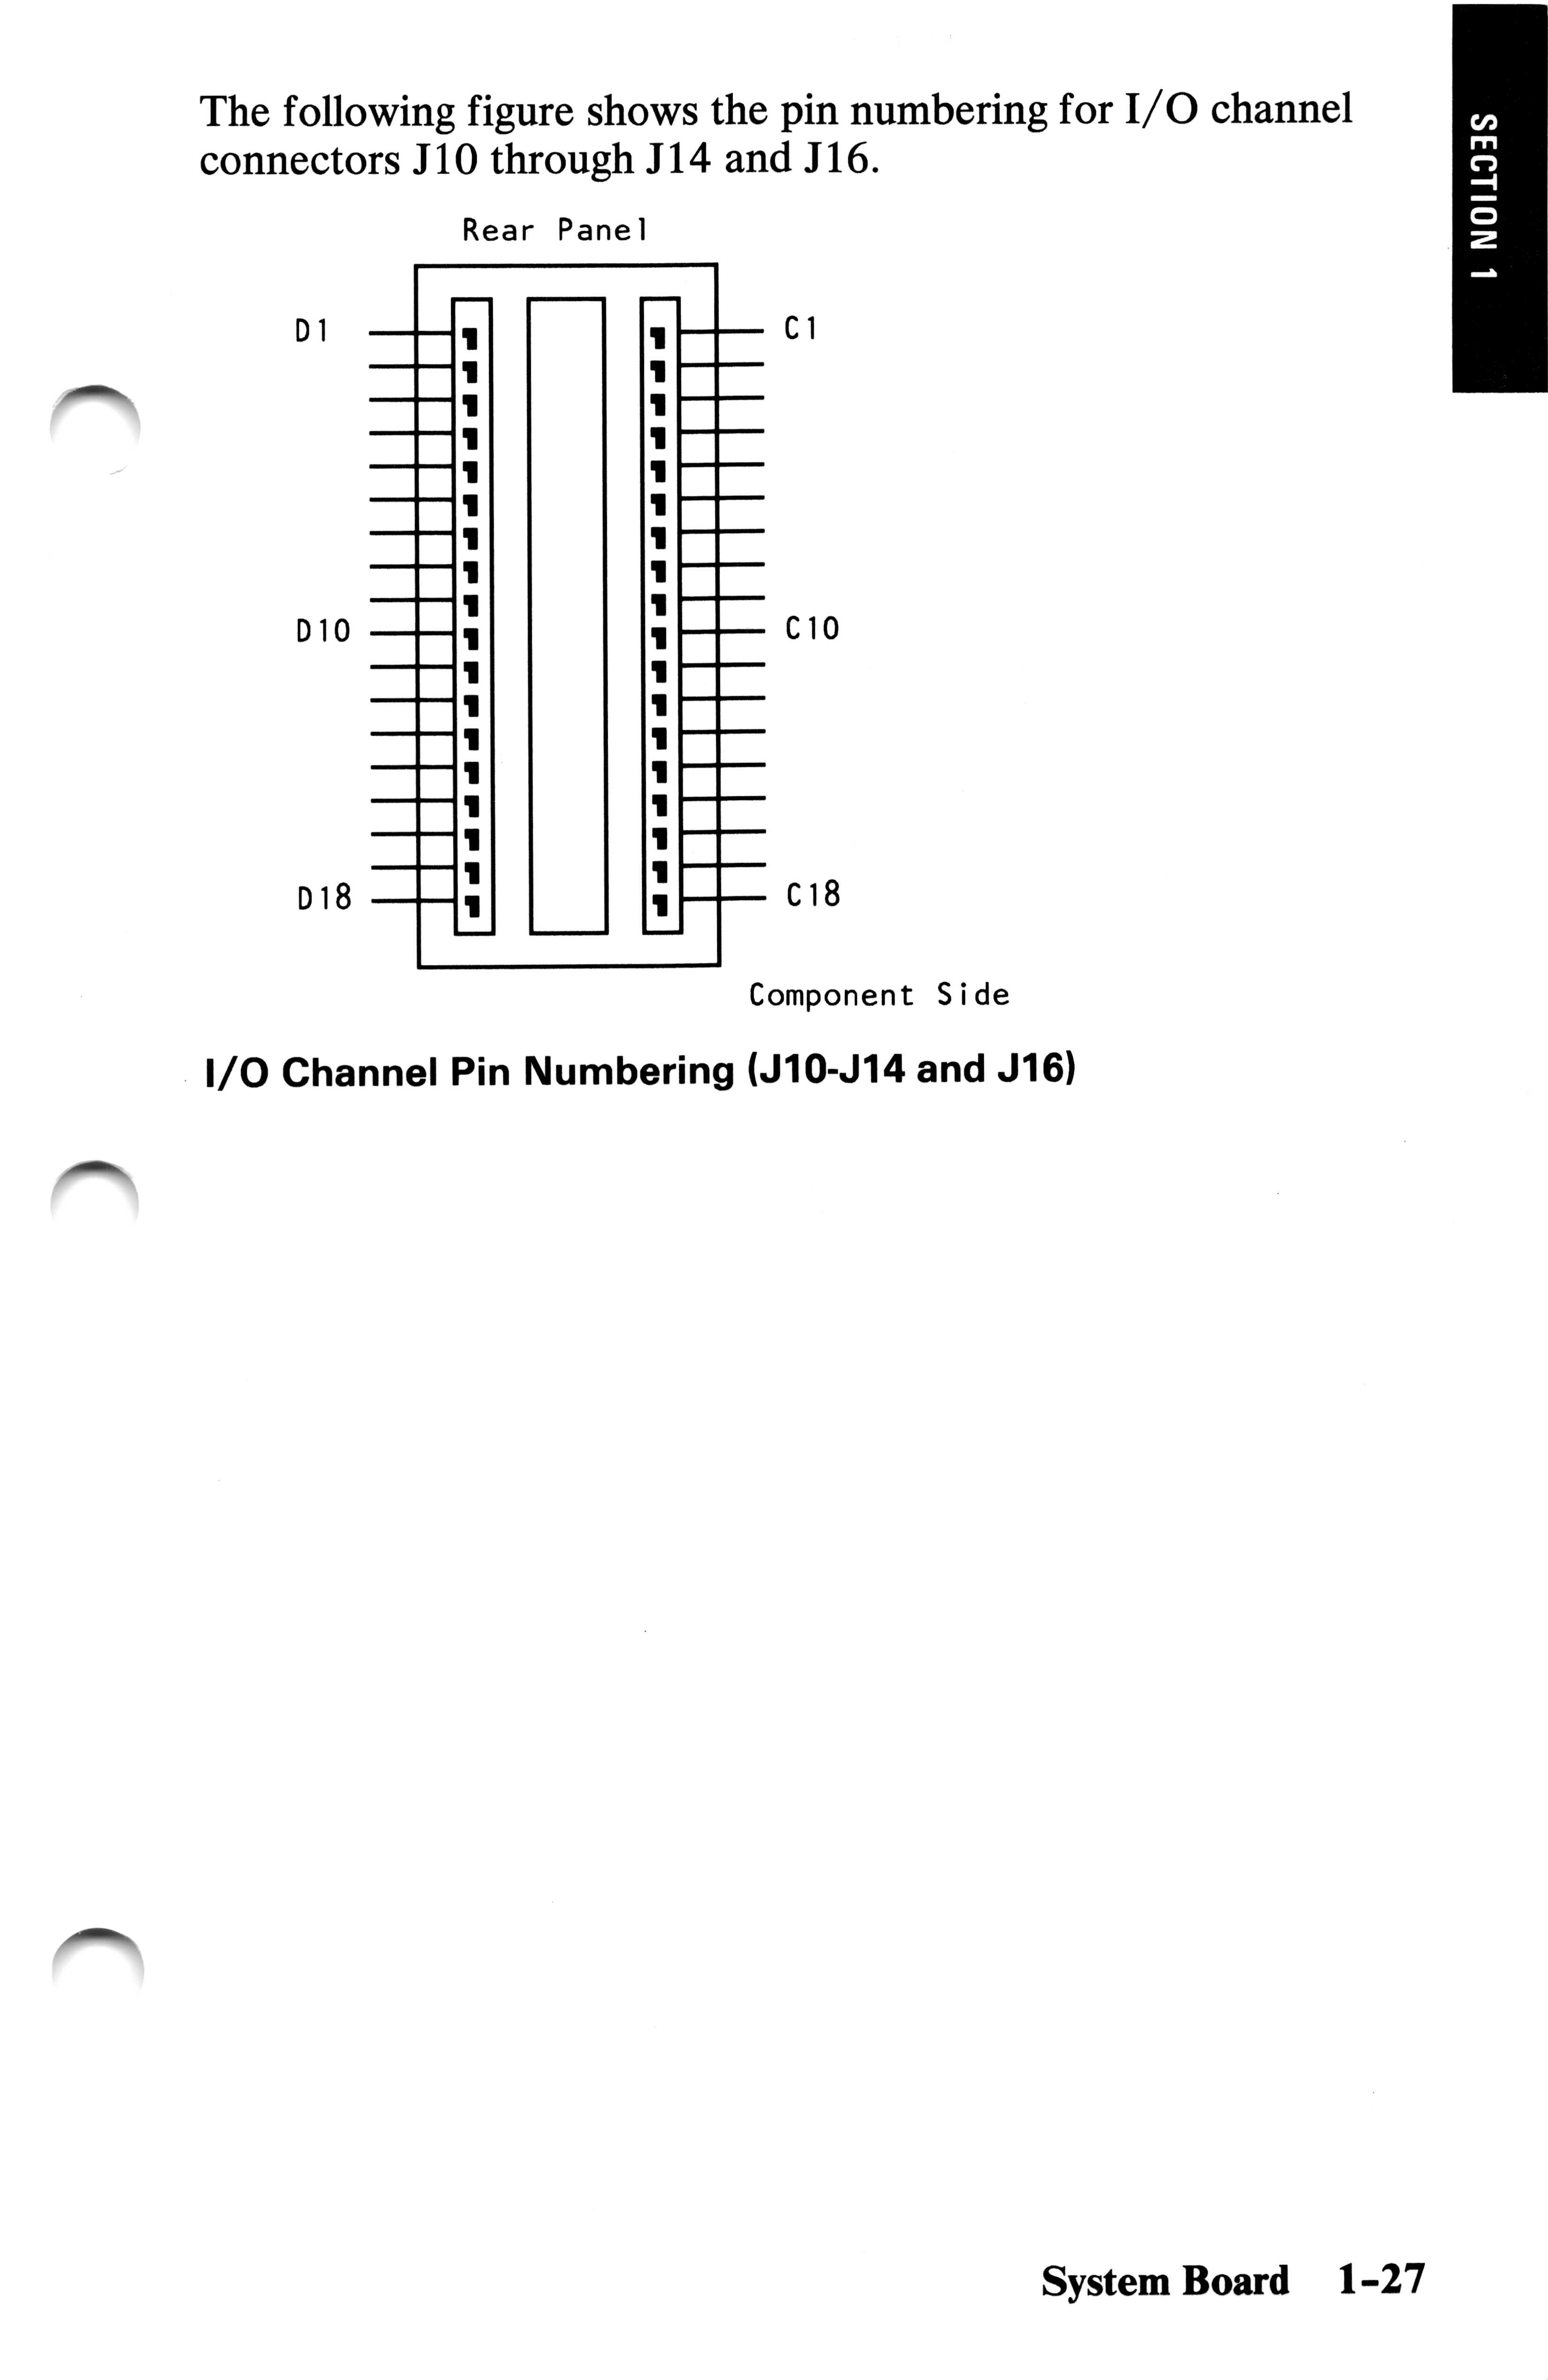 The following figure shows the pin numbering for I/O channel
connectors J10 through J14 and J16.
SECTION 1
Rear Panel
D1 C1
D10 C10
D18 C18
Component Side
I/O Channel Pin Numbering (J10-J14 and J16)
System Board 1-27